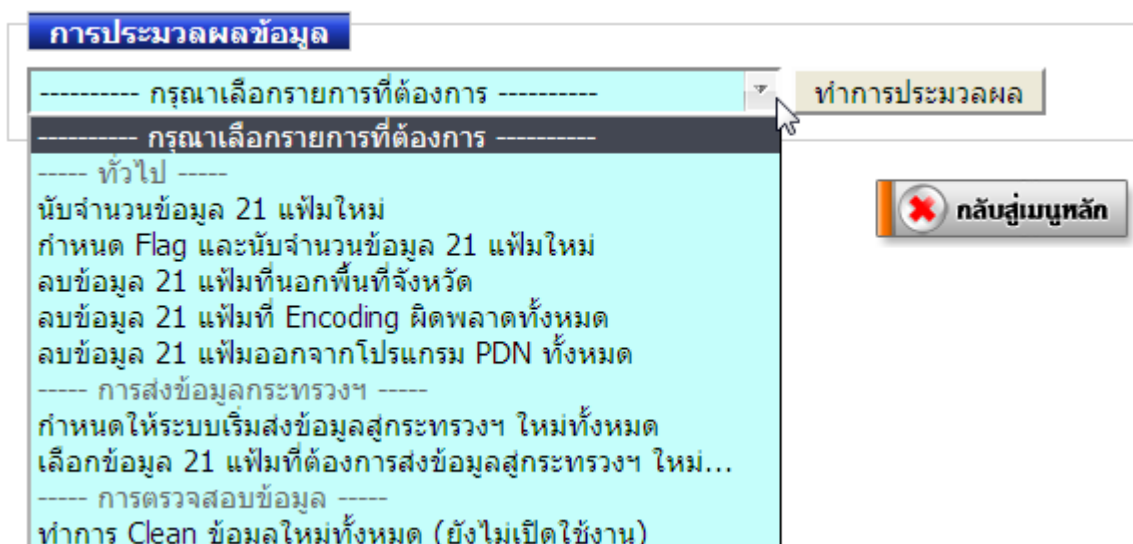 การประมวลผลข้อมูล
---------- กรุณาเลือกรายการที่ต้องการ ----------
ทำการประมวลผล
---------- กรุณาเลือกรายการที่ต้องการ ----------
----- ทั่วไป -----
นับจำนวนข้อมูล 21 แฟ้มใหม่
กลับสู่เมนูหลัก
กำหนด Flag และนับจำนวนข้อมูล 21 แฟ้มใหม่
ลบข้อมูล 21 แฟ้มที่นอกพื้นที่จังหวัด
ลบข้อมูล 21 แฟ้มที่ Encoding ผิดพลาดทั้งหมด
ลบข้อมูล 21 แฟ้มออกจากโปรแกรม PDN ทั้งหมด
----- การส่งข้อมูลกระทรวงฯ -----
กำหนดให้ระบบเริ่มส่งข้อมูลสู่กระทรวงฯ ใหม่ทั้งหมด
เลือกข้อมูล 21 แฟ้มที่ต้องการส่งข้อมูลสู่กระทรวงฯ ใหม่...
----- การตรวจสอบข้อมูล -----
ทำการ Clean ข้อมูลใหม่ทั้งหมด (ยังไม่เปิดใช้งาน)